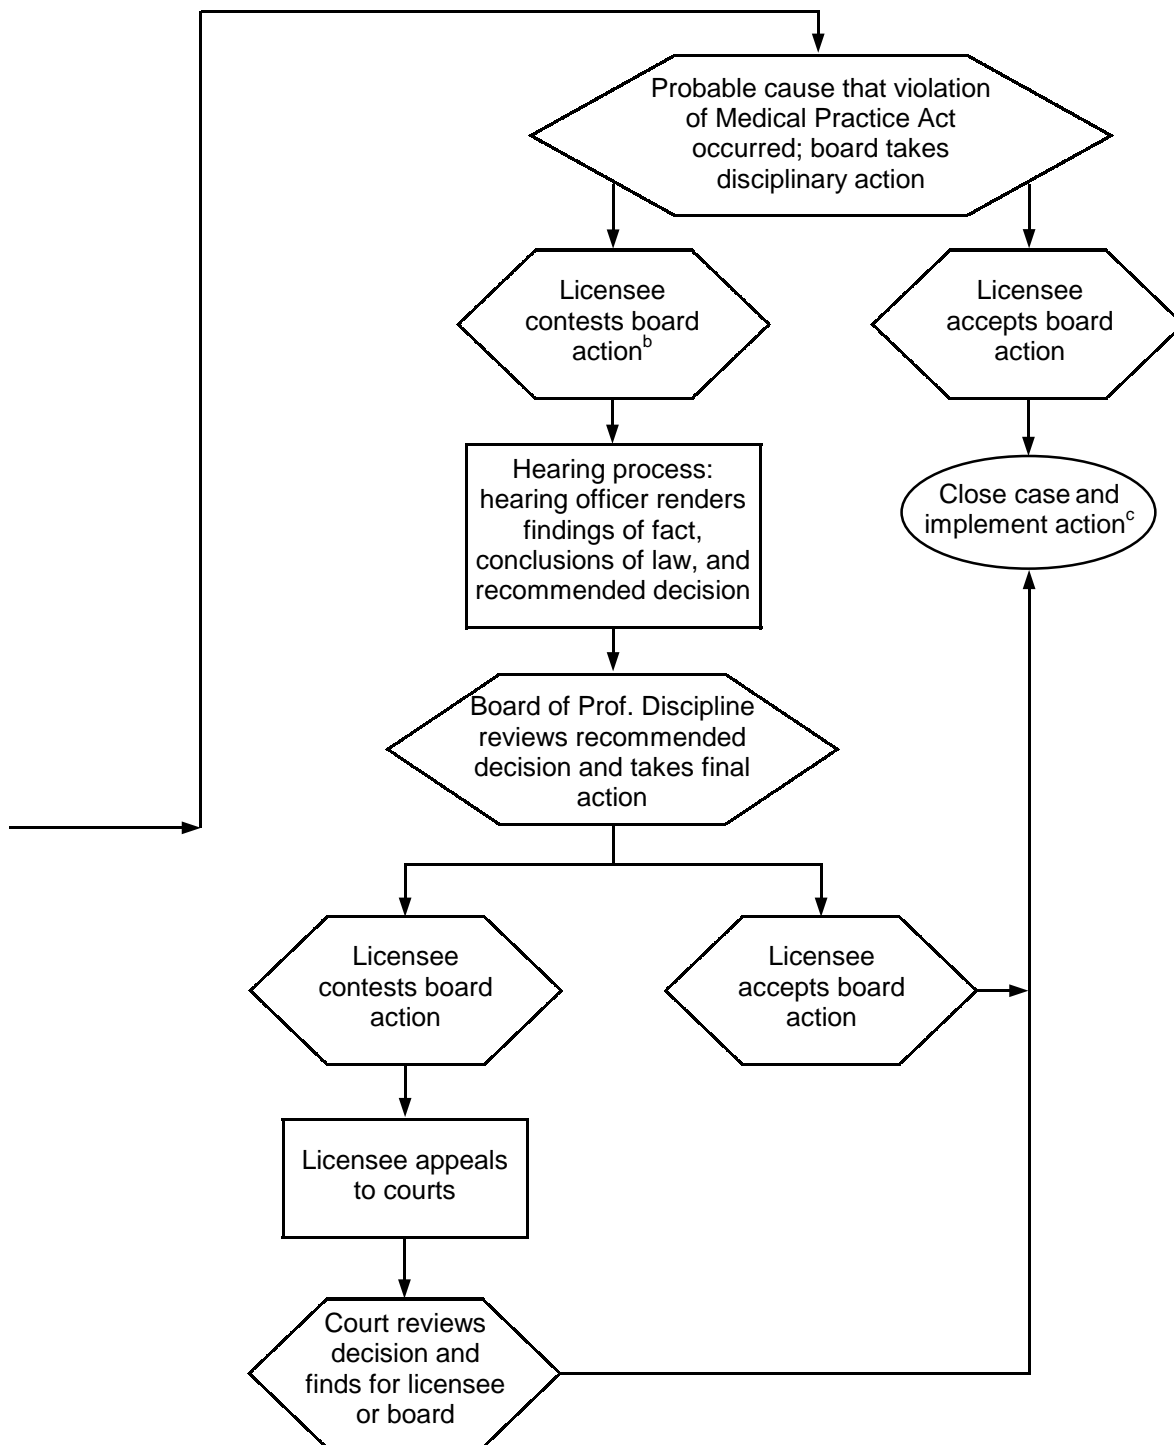 Probable cause that violation
of Medical Practice Act
occurred; board takes
disciplinary action
Licensee
contests board
actionᵇ
Licensee
accepts board
action
Hearing process:
hearing officer renders
findings of fact,
conclusions of law, and
recommended decision
Close case and
implement actionᶜ
Board of Prof. Discipline
reviews recommended
decision and takes final
action
Licensee
contests board
action
Licensee
accepts board
action
Licensee appeals
to courts
Court reviews
decision and
finds for licensee
or board